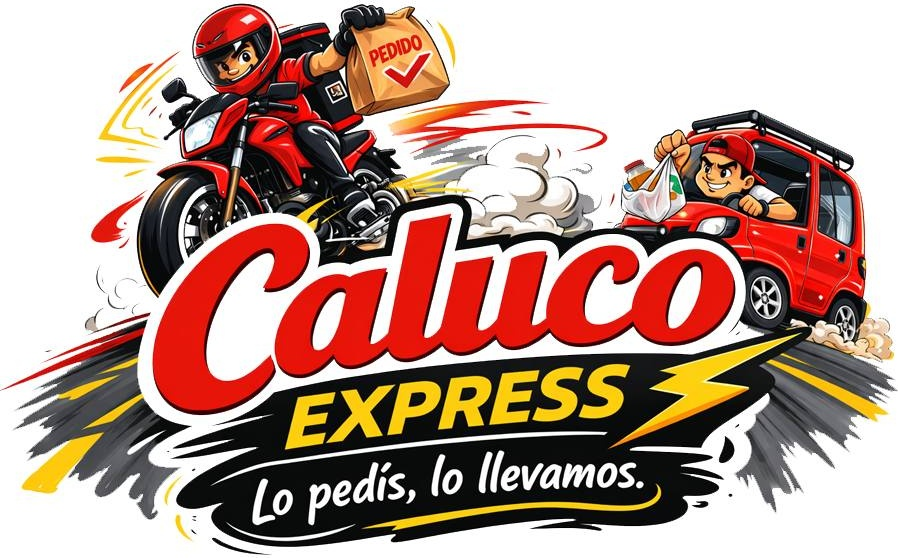 PEDIDO
Caluco
EXPRESS
Lo pedís, lo llevamos.